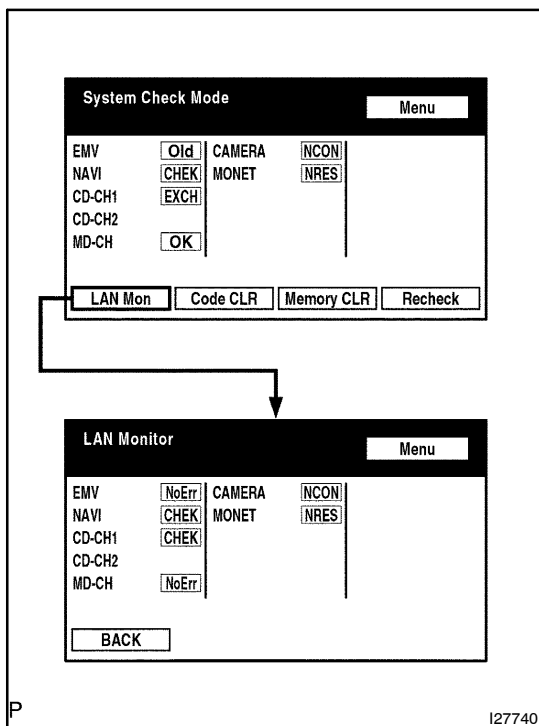 System Check Mode
Menu
EMV Old CAMERA NCON
NAVI CHEK MONET NRES
CD-CH1 EXCH
CD-CH2
MD-CH OK
LAN Mon Code CLR Memory CLR Recheck
LAN Monitor
Menu
EMV NoErr CAMERA NCON
NAVI CHEK MONET NRES
CD-CH1 CHEK
CD-CH2
MD-CH NoErr
BACK
P
I27740